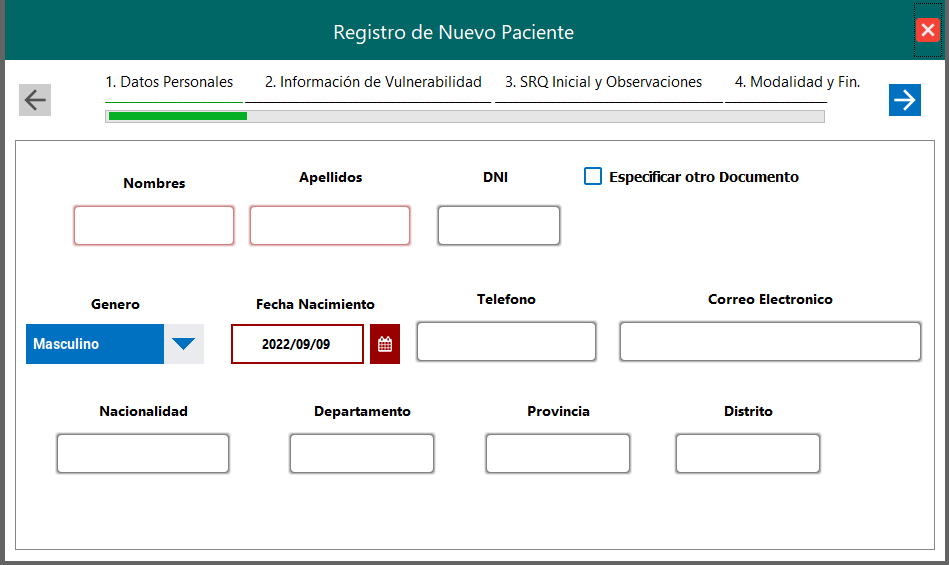 Registro de Nuevo Paciente
1. Datos Personales 2. Información de Vulnerabilidad 3. SRQ Inicial y Observaciones 4. Modalidad y Fin.
Nombres Apellidos DNI Especificar otro Documento
Genero Fecha Nacimiento Telefono Correo Electronico
Masculino 2022/09/09
Nacionalidad Departamento Provincia Distrito